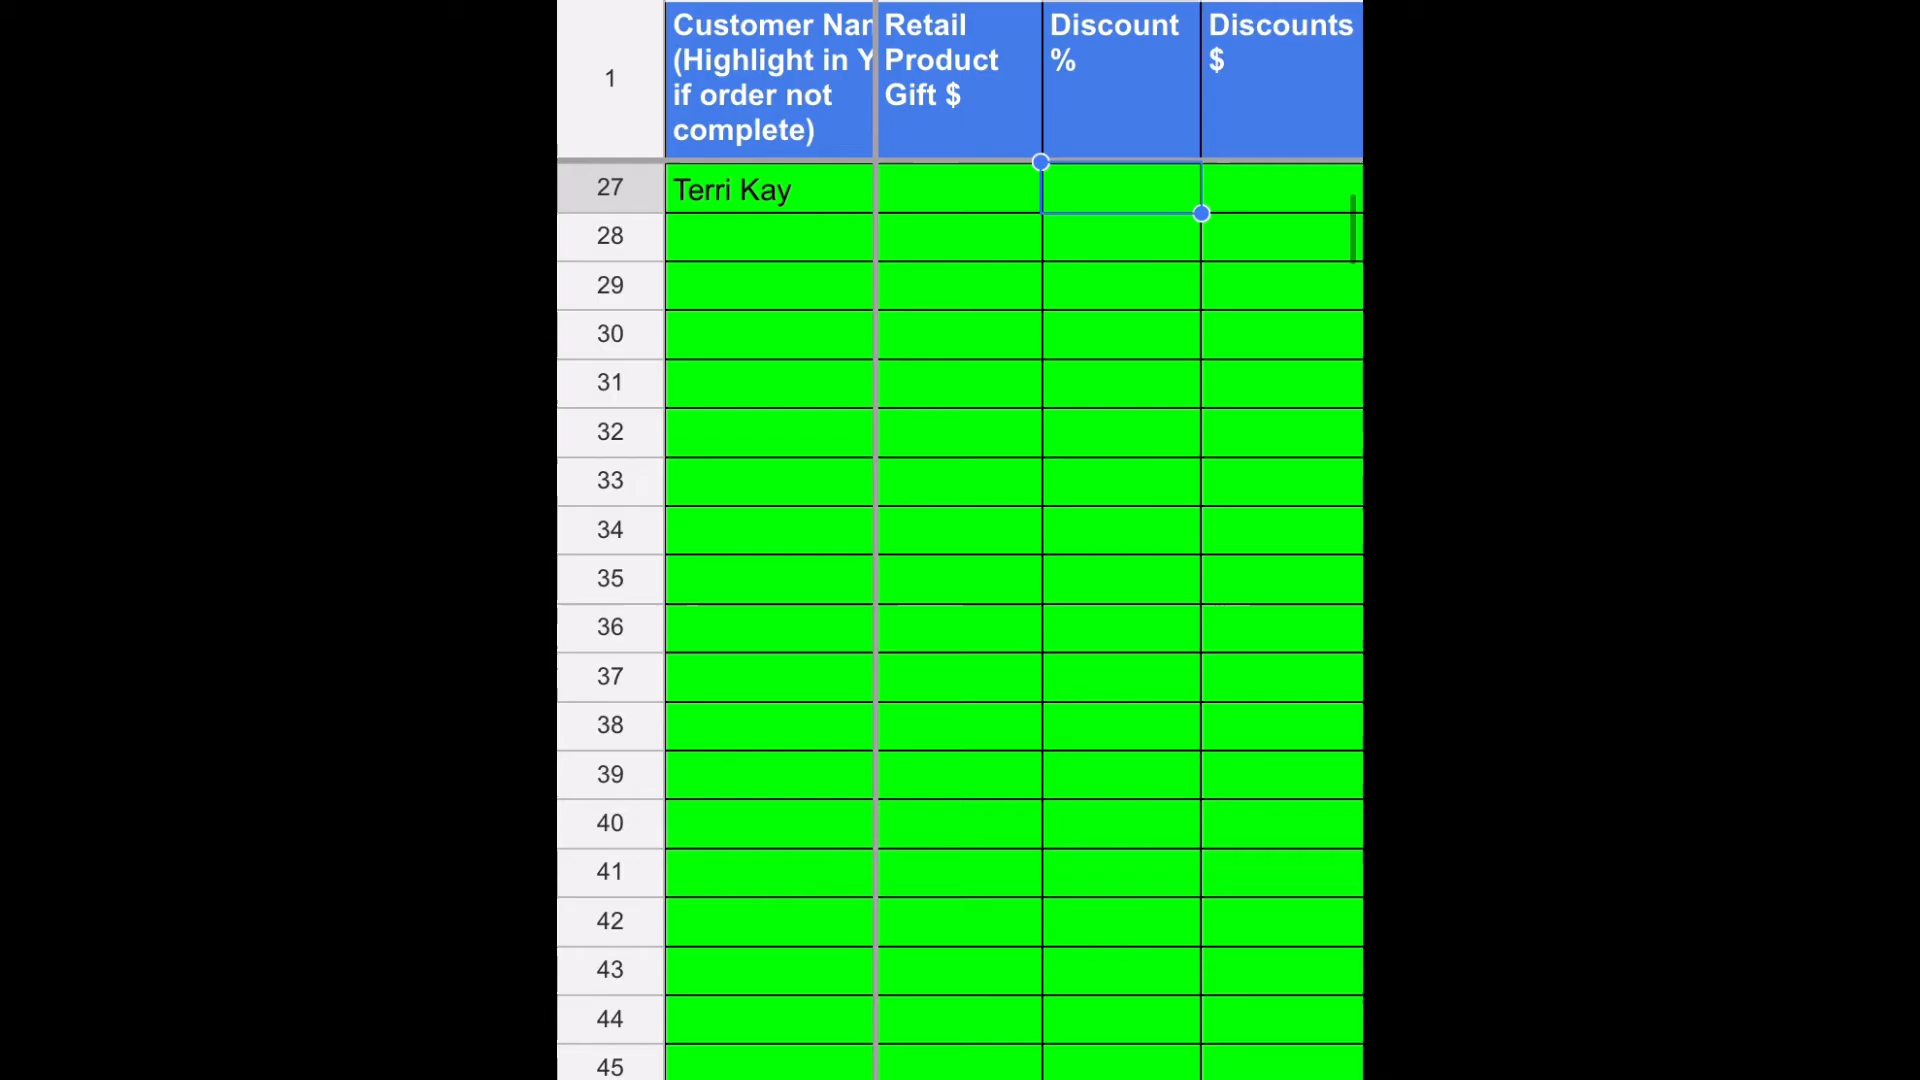 Customer Nan
(Highlight in Y
if order not
complete)
Retail
Product
Gift $
Discount
%
Discounts
$
1
27 Terri Kay
28
29
30
31
32
33
34
35
36
37
38
39
40
41
42
43
44
45